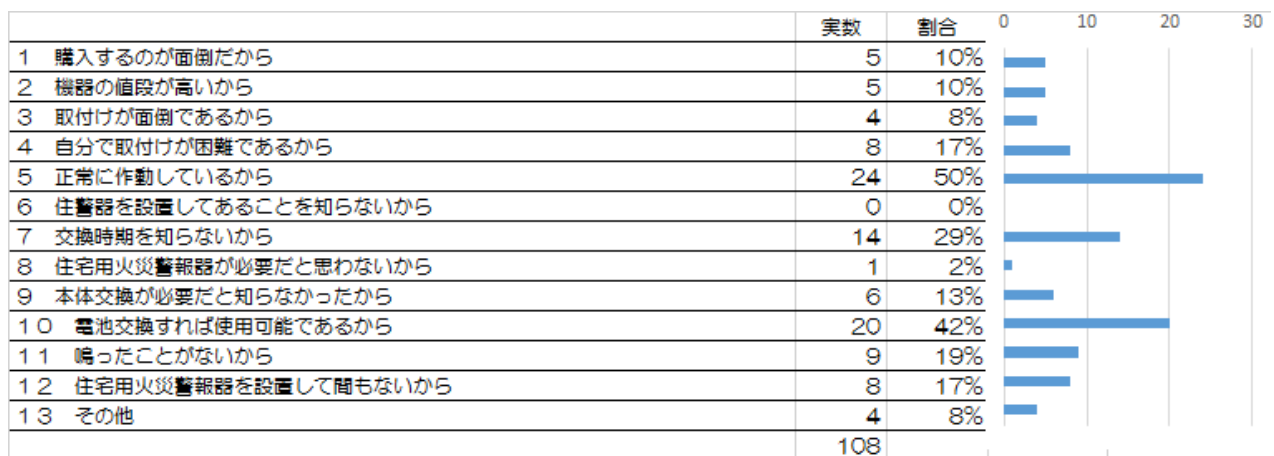 実数 割合 0 10 20 30
1 購入するのが面倒だから 5 10%
2 機器の値段が高いから 5 10%
3 取付けが面倒であるから 4 8%
4 自分で取付けが困難であるから 8 17%
5 正常に作動しているから 24 50%
6 住警器を設置してあることを知らないから 0 0%
7 交換時期を知らないから 14 29%
8 住宅用火災警報器が必要だと思わないから 1 2%
9 本体交換が必要だと知らなかったから 6 13%
10 電池交換すれば使用可能であるから 20 42%
11 鳴ったことがないから 9 19%
12 住宅用火災警報器を設置して間もないから 8 17%
13 その他 4 8%
108